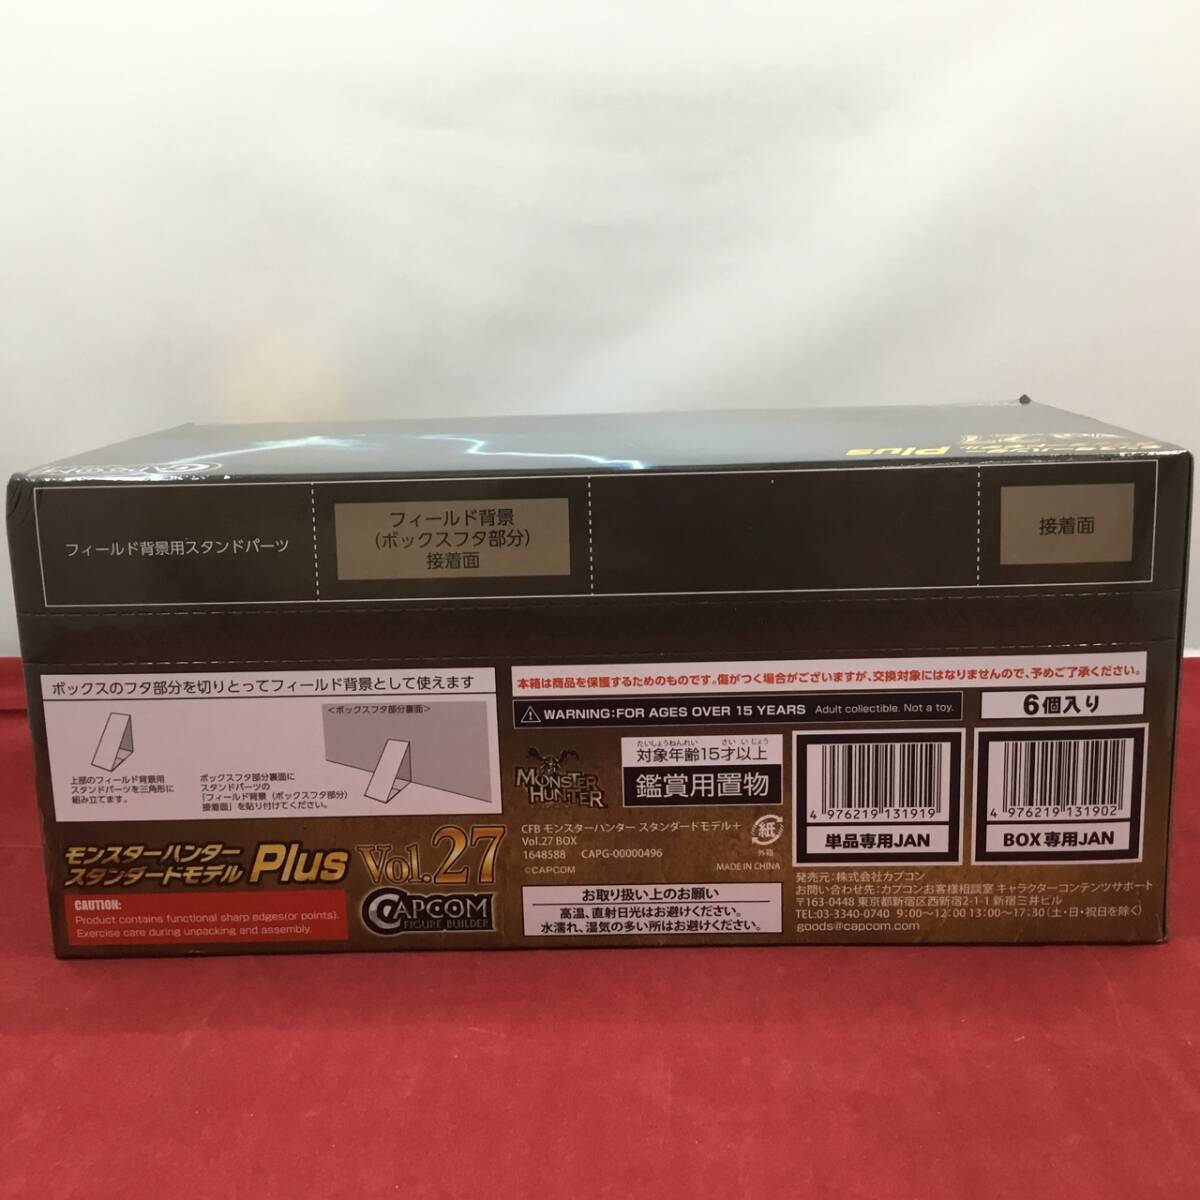 CAPCOM
Plus
フィールド背景用スタンドパーツ
フィールド背景
(ボックスフタ部分)
接着面
接着面
ボックスのフタ部分を切りとってフィールド背景として使えます
<ボックスフタ部分裏面>
上部のフィールド背景用
スタンドパーツを三角形に
組み立てます。
ボックスフタ部分裏面に
スタンドパーツの
「フィールド背景(ボックスフタ部分)
接着面」を貼り付けてください。
モンスターハンター
スタンダードモデル Plus Vol.27
CAUTION:
Product contains functional sharp edges(or points).
Exercise care during unpacking and assembly.
CAPCOM
FIGURE BUILDER
本箱は商品を保護するためのものです。傷がつく場合がございますが、交換対象にはなりませんので、予めご了承ください。
WARNING:FOR AGES OVER 15 YEARS Adult collectible. Not a toy.
6個入り
MONSTER
HUNTER
たいしょうねんれい さい いじょう
対象年齢15才以上
鑑賞用置物
CFB モンスターハンター スタンダードモデル+
Vol.27 BOX
1648588 CAPG-00000496
©CAPCOM
紙
外箱
MADE IN CHINA
お取り扱い上のお願い
高温、直射日光はお避けください。
水濡れ、湿気の多い所はお避けください。
4 976219 131919
単品専用JAN
4 976219 131902
BOX専用JAN
発売元:株式会社カプコン
お問い合わせ先:カプコンお客様相談室 キャラクターコンテンツサポート
〒163-0448 東京都新宿区西新宿2-1-1 新宿三井ビル
TEL:03-3340-0740 9:00〜12:00 13:00〜17:30(土・日・祝日を除く)
goods@capcom.com